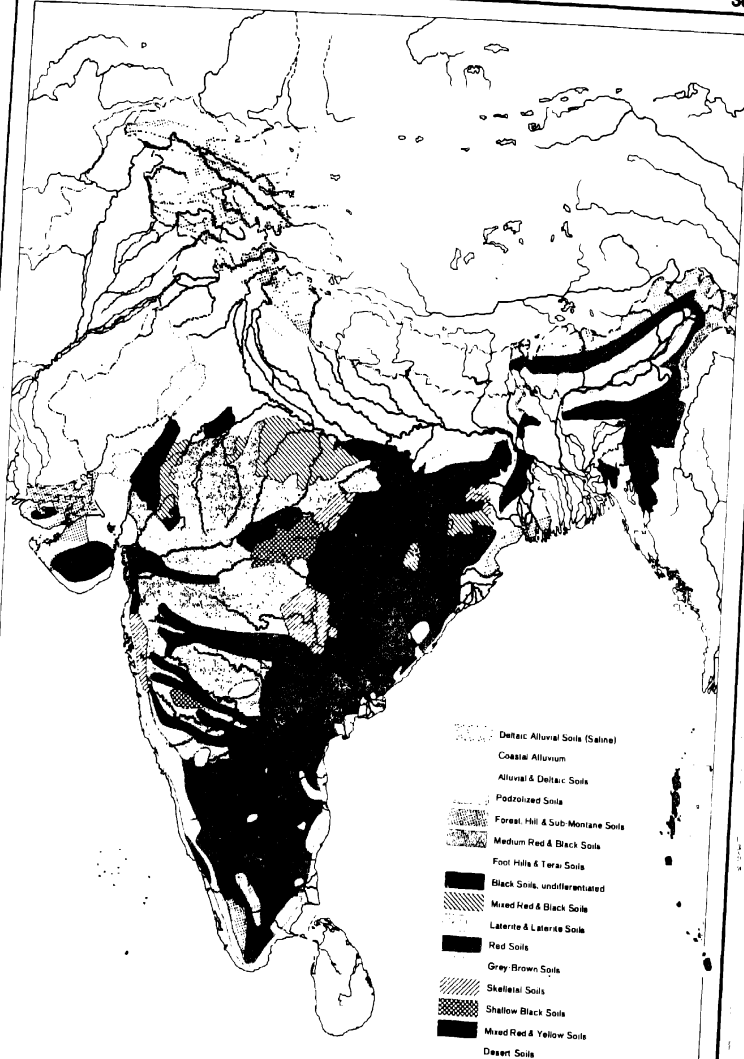 Deltaic Alluvial Soils (Saline)
Coastal Alluvium
Alluvial & Deltaic Soils
Podzolized Soils
Forest, Hill & Sub-Montane Soils
Medium Red & Black Soils
Foot Hills & Terai Soils
Black Soils, undifferentiated
Mixed Red & Black Soils
Laterite & Laterite Soils
Red Soils
Grey-Brown Soils
Skeletal Soils
Shallow Black Soils
Mixed Red & Yellow Soils
Desert Soils